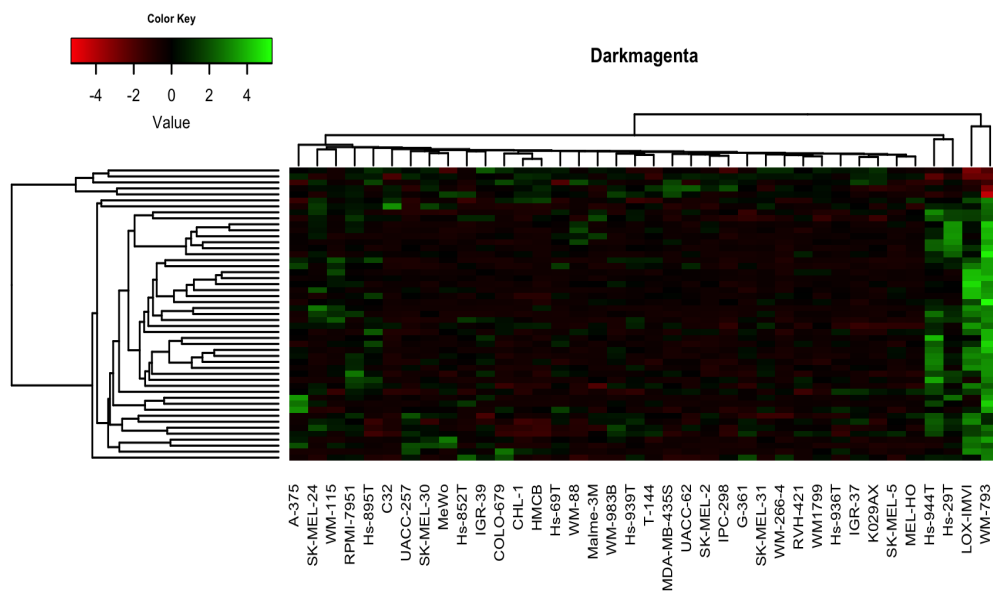 Color Key
-4 -2 0 2 4
Value
Darkmagenta
A-375
SK-MEL-24
WM-115
RPMI-7951
Hs-895T
C32
UACC-257
SK-MEL-30
MeWo
Hs-852T
IGR-39
COLO-679
CHL-1
HMCB
Hs-69T
WM-88
Malme-3M
WM-983B
Hs-939T
T-144
MDA-MB-435S
UACC-62
SK-MEL-2
IPC-298
G-361
SK-MEL-31
WM-266-4
RVH-421
WM1799
Hs-936T
IGR-37
K029AX
SK-MEL-5
MEL-HO
Hs-944T
Hs-29T
LOX-IMVI
WM-793